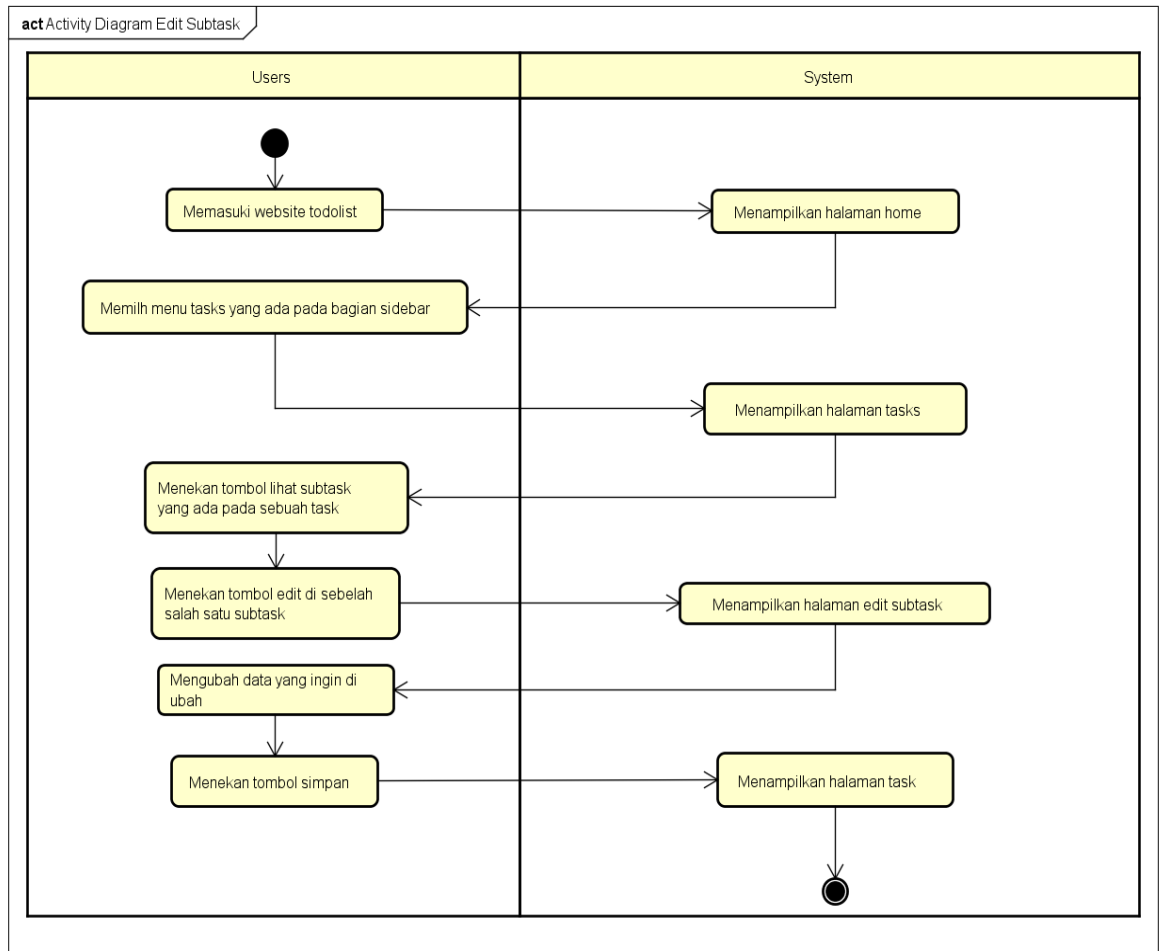 act Activity Diagram Edit Subtask
Users
System
Memasuki website todolist
Menampilkan halaman home
Memilh menu tasks yang ada pada bagian sidebar
Menampilkan halaman tasks
Menekan tombol lihat subtask
yang ada pada sebuah task
Menekan tombol edit di sebelah
salah satu subtask
Menampilkan halaman edit subtask
Mengubah data yang ingin di
ubah
Menekan tombol simpan
Menampilkan halaman task